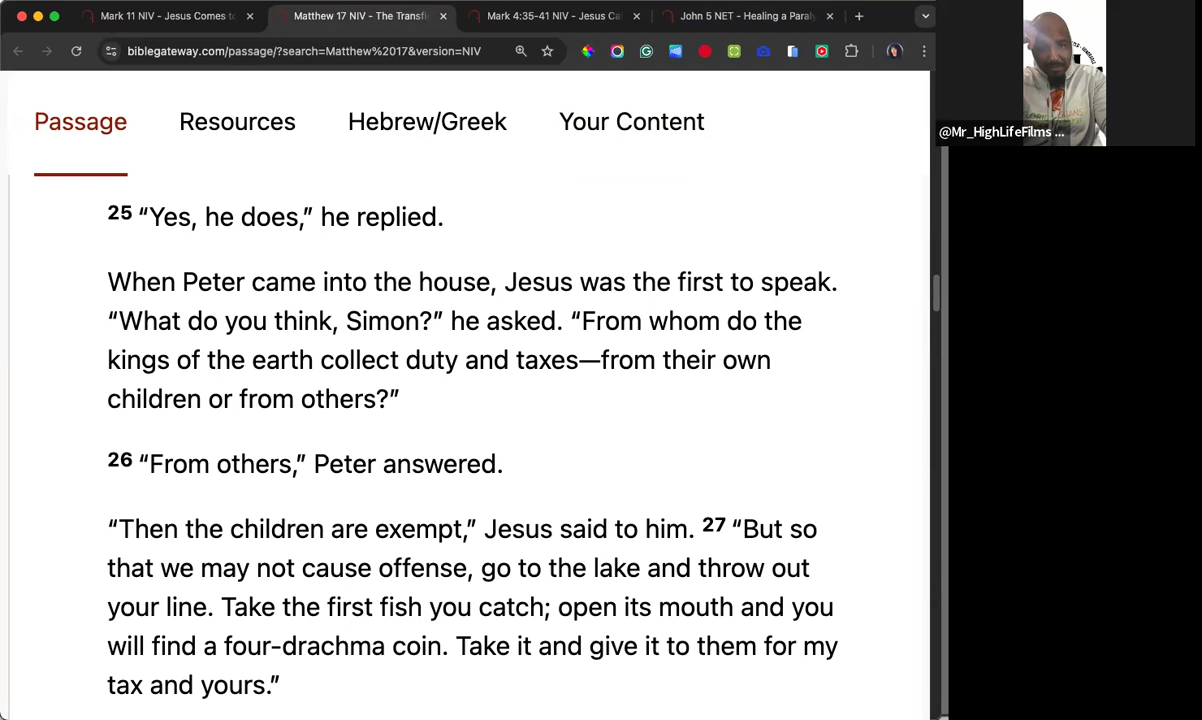 Mark 11 NIV - Jesus Comes to
Matthew 17 NIV - The Transfi
Mark 4:35-41 NIV - Jesus Ca
John 5 NET - Healing a Paraly
biblegateway.com/passage/?search=Matthew%2017&version=NIV
@Mr_HighLifeFilms ...
Passage Resources Hebrew/Greek Your Content
25 “Yes, he does,” he replied.
When Peter came into the house, Jesus was the first to speak.
“What do you think, Simon?” he asked. “From whom do the
kings of the earth collect duty and taxes—from their own
children or from others?”
26 “From others,” Peter answered.
“Then the children are exempt,” Jesus said to him. 27 “But so
that we may not cause offense, go to the lake and throw out
your line. Take the first fish you catch; open its mouth and you
will find a four-drachma coin. Take it and give it to them for my
tax and yours.”